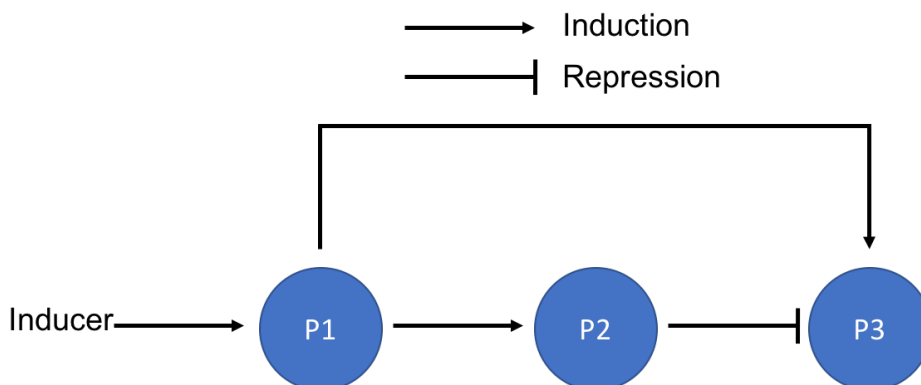 Induction
Repression
Inducer
P1
P2
P3